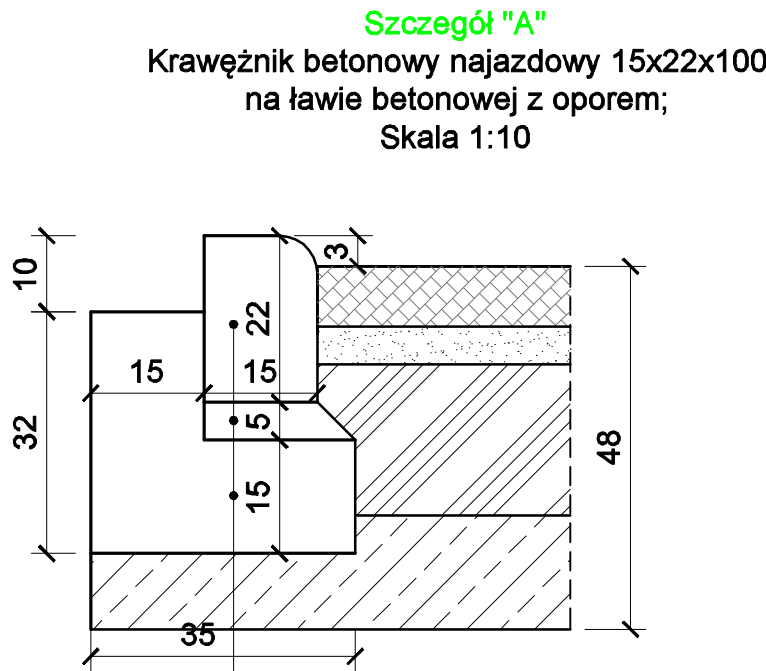 Szczegół "A"
Krawężnik betonowy najazdowy 15x22x100
na ławie betonowej z oporem;
Skala 1:10
10
3
22
15
15
32
5
48
15
35